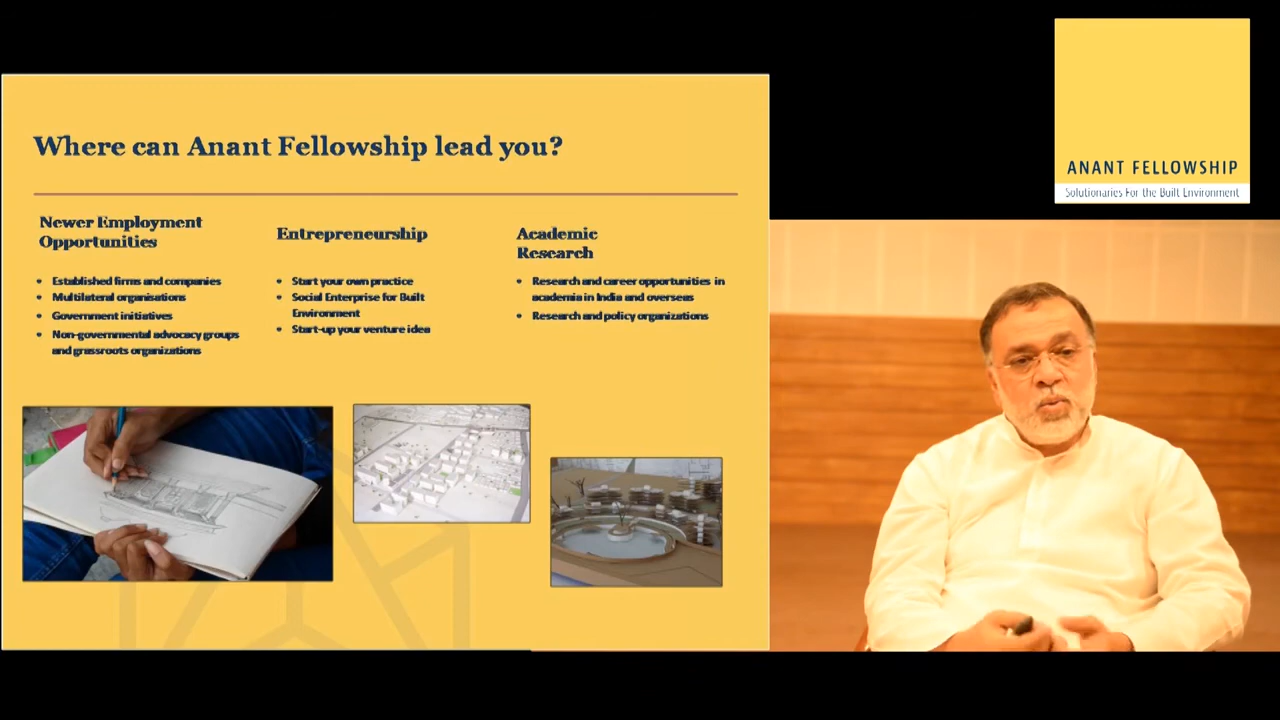 Where can Anant Fellowship lead you?
Newer Employment
Opportunities
• Established firms and companies
• Multilateral organisations
• Government initiatives
• Non-governmental advocacy groups
and grassroots organizations
Entrepreneurship
• Start your own practice
• Social Enterprise for Built
Environment
• Start-up your venture idea
Academic
Research
• Research and career opportunities in
academia in India and overseas
• Research and policy organizations
ANANT FELLOWSHIP
Solutionaries For the Built Environment